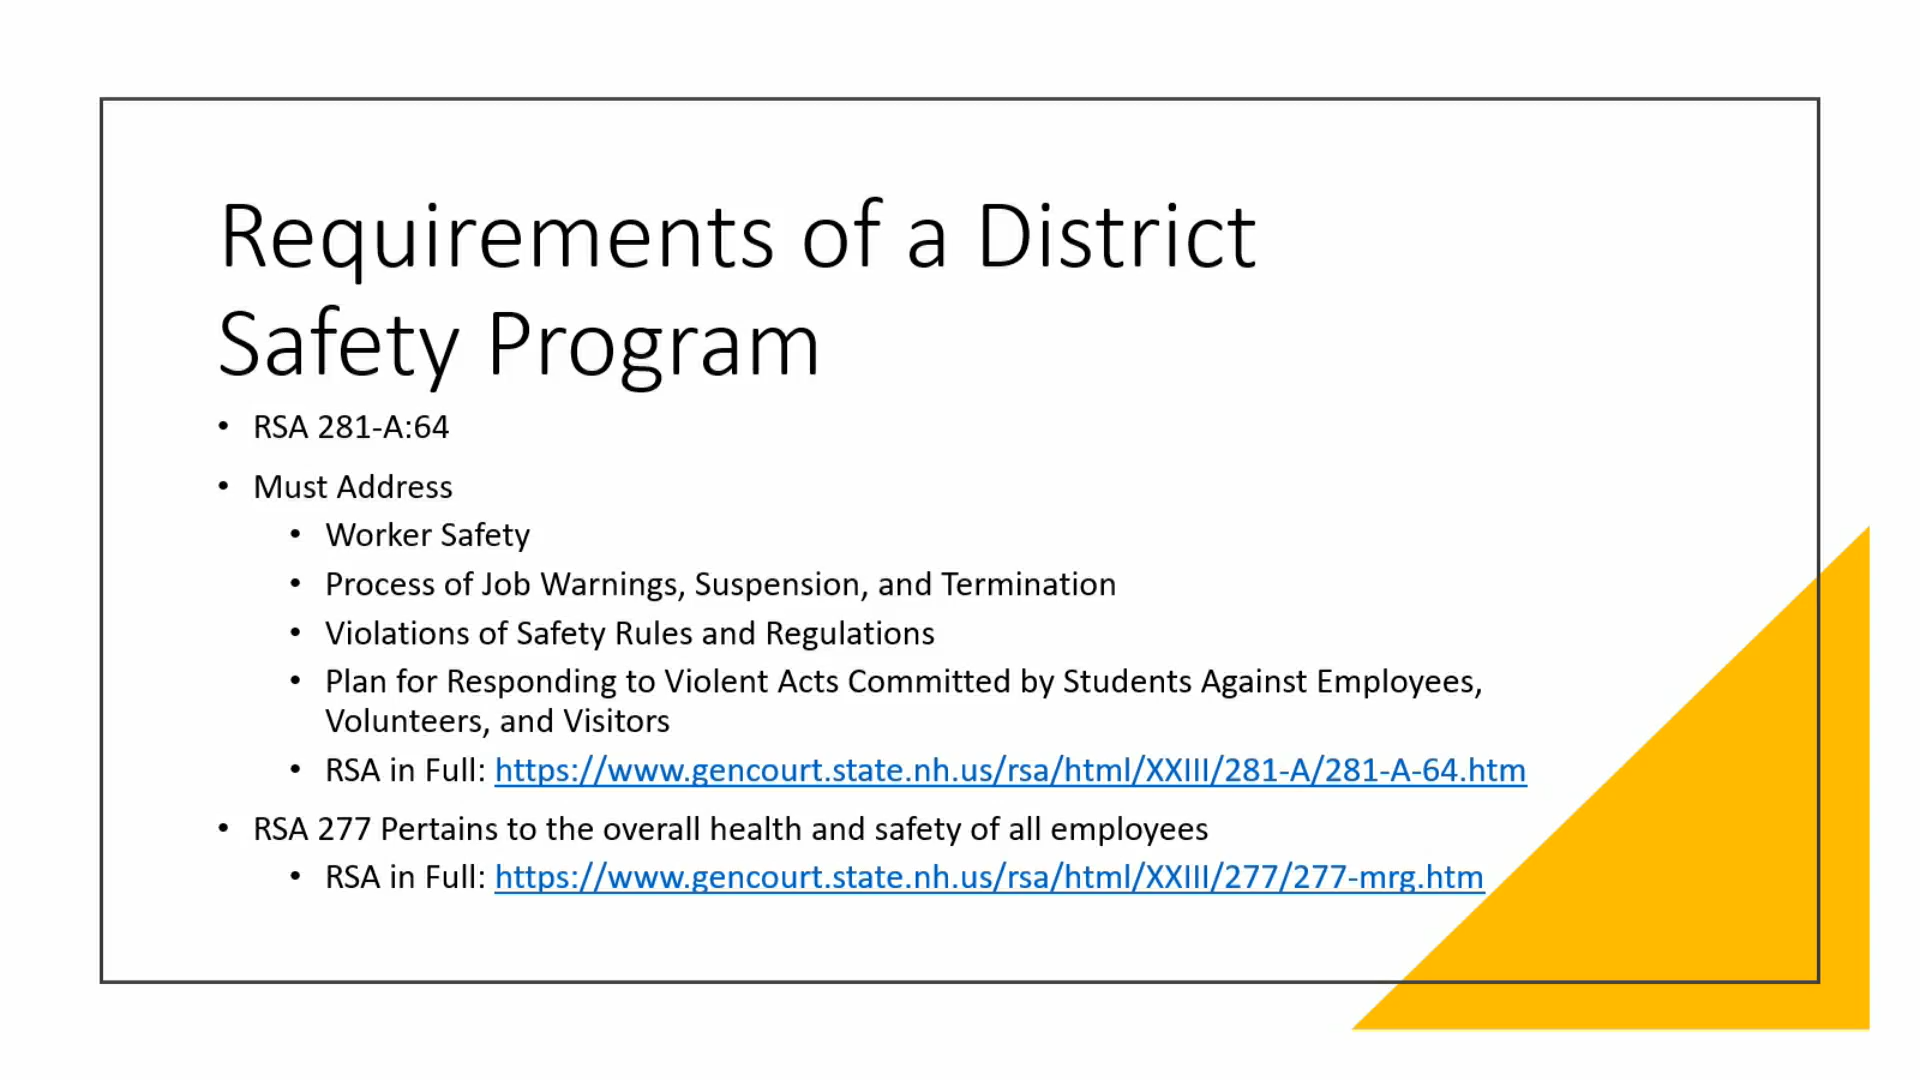 Requirements of a District
Safety Program
• RSA 281-A:64
• Must Address
• Worker Safety
• Process of Job Warnings, Suspension, and Termination
• Violations of Safety Rules and Regulations
• Plan for Responding to Violent Acts Committed by Students Against Employees,
Volunteers, and Visitors
• RSA in Full: https://www.gencourt.state.nh.us/rsa/html/XXIII/281-A/281-A-64.htm
• RSA 277 Pertains to the overall health and safety of all employees
• RSA in Full: https://www.gencourt.state.nh.us/rsa/html/XXIII/277/277-mrg.htm